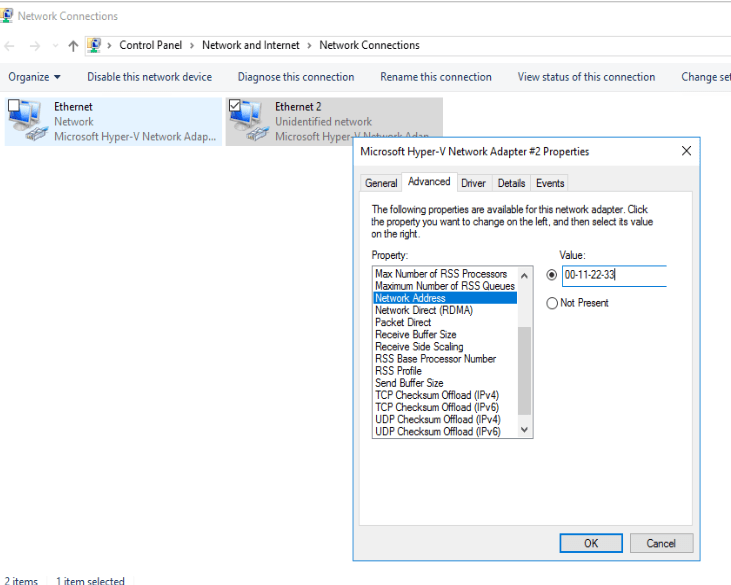 Network Connections
Control Panel › Network and Internet › Network Connections
Organize Disable this network device Diagnose this connection Rename this connection View status of this connection Change set
Ethernet
Network
Microsoft Hyper-V Network Adap...
Ethernet 2
Unidentified network
Microsoft Hyper-V Network Adap...
Microsoft Hyper-V Network Adapter #2 Properties
General Advanced Driver Details Events
The following properties are available for this network adapter. Click
the property you want to change on the left, and then select its value
on the right.
Property:
Max Number of RSS Processors
Maximum Number of RSS Queues
Network Address
Network Direct (RDMA)
Packet Direct
Receive Buffer Size
Receive Side Scaling
RSS Base Processor Number
RSS Profile
Send Buffer Size
TCP Checksum Offload (IPv4)
TCP Checksum Offload (IPv6)
UDP Checksum Offload (IPv4)
UDP Checksum Offload (IPv6)
Value:
00-11-22-33
Not Present
OK Cancel
2 items 1 item selected